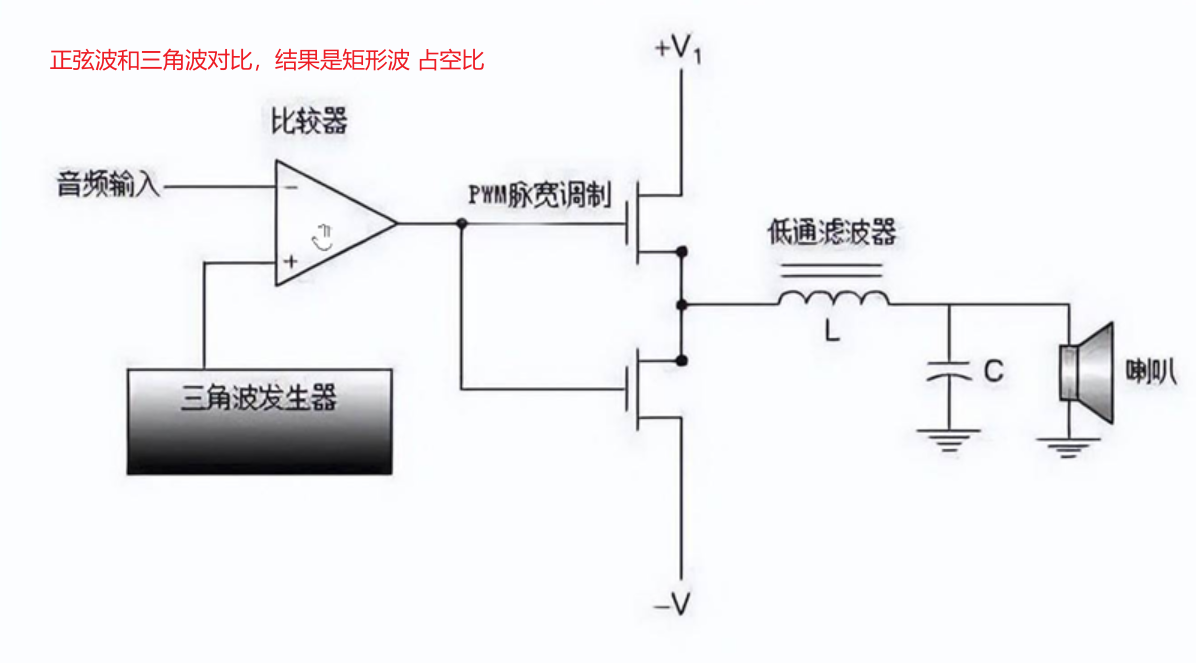 正弦波和三角波对比，结果是矩形波 占空比
+V1
比较器
音频输入
−
PWM脉宽调制
低通滤波器
+
L
三角波发生器
C
喇叭
−V